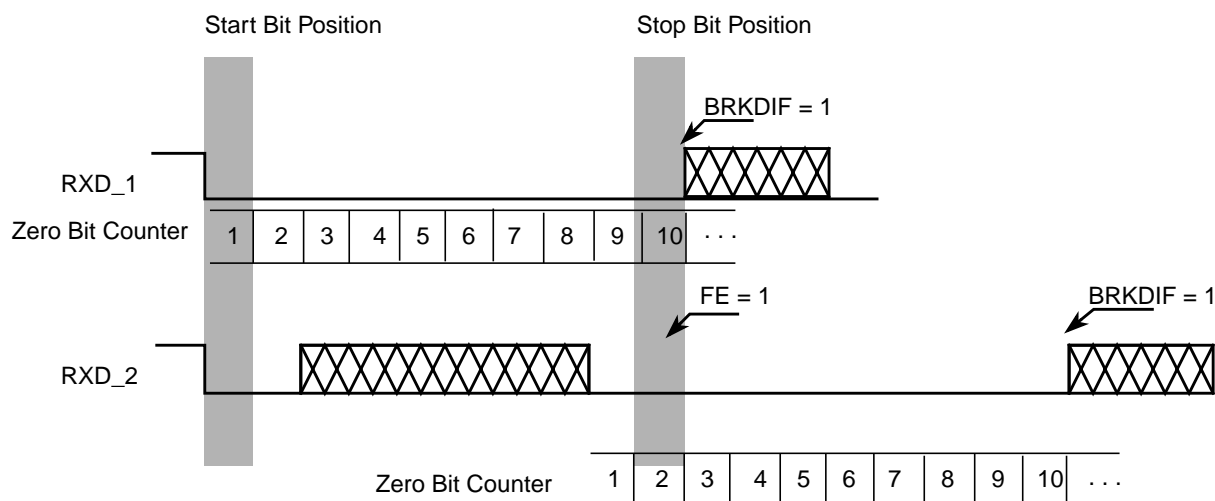 Start Bit Position Stop Bit Position
BRKDIF = 1
RXD_1
Zero Bit Counter 1 2 3 4 5 6 7 8 9 10 . . .
FE = 1 BRKDIF = 1
RXD_2
Zero Bit Counter 1 2 3 4 5 6 7 8 9 10 . . .